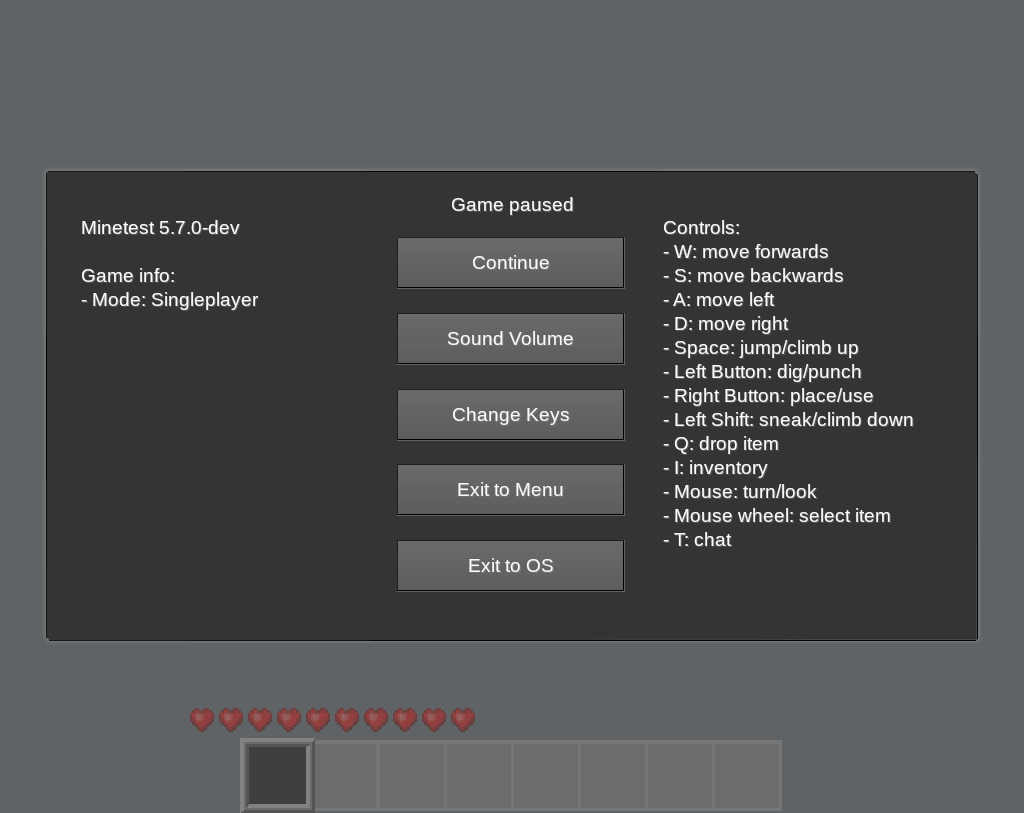 Minetest 5.7.0-dev
Game info:
- Mode: Singleplayer
Game paused
Continue
Sound Volume
Change Keys
Exit to Menu
Exit to OS
Controls:
- W: move forwards
- S: move backwards
- A: move left
- D: move right
- Space: jump/climb up
- Left Button: dig/punch
- Right Button: place/use
- Left Shift: sneak/climb down
- Q: drop item
- I: inventory
- Mouse: turn/look
- Mouse wheel: select item
- T: chat